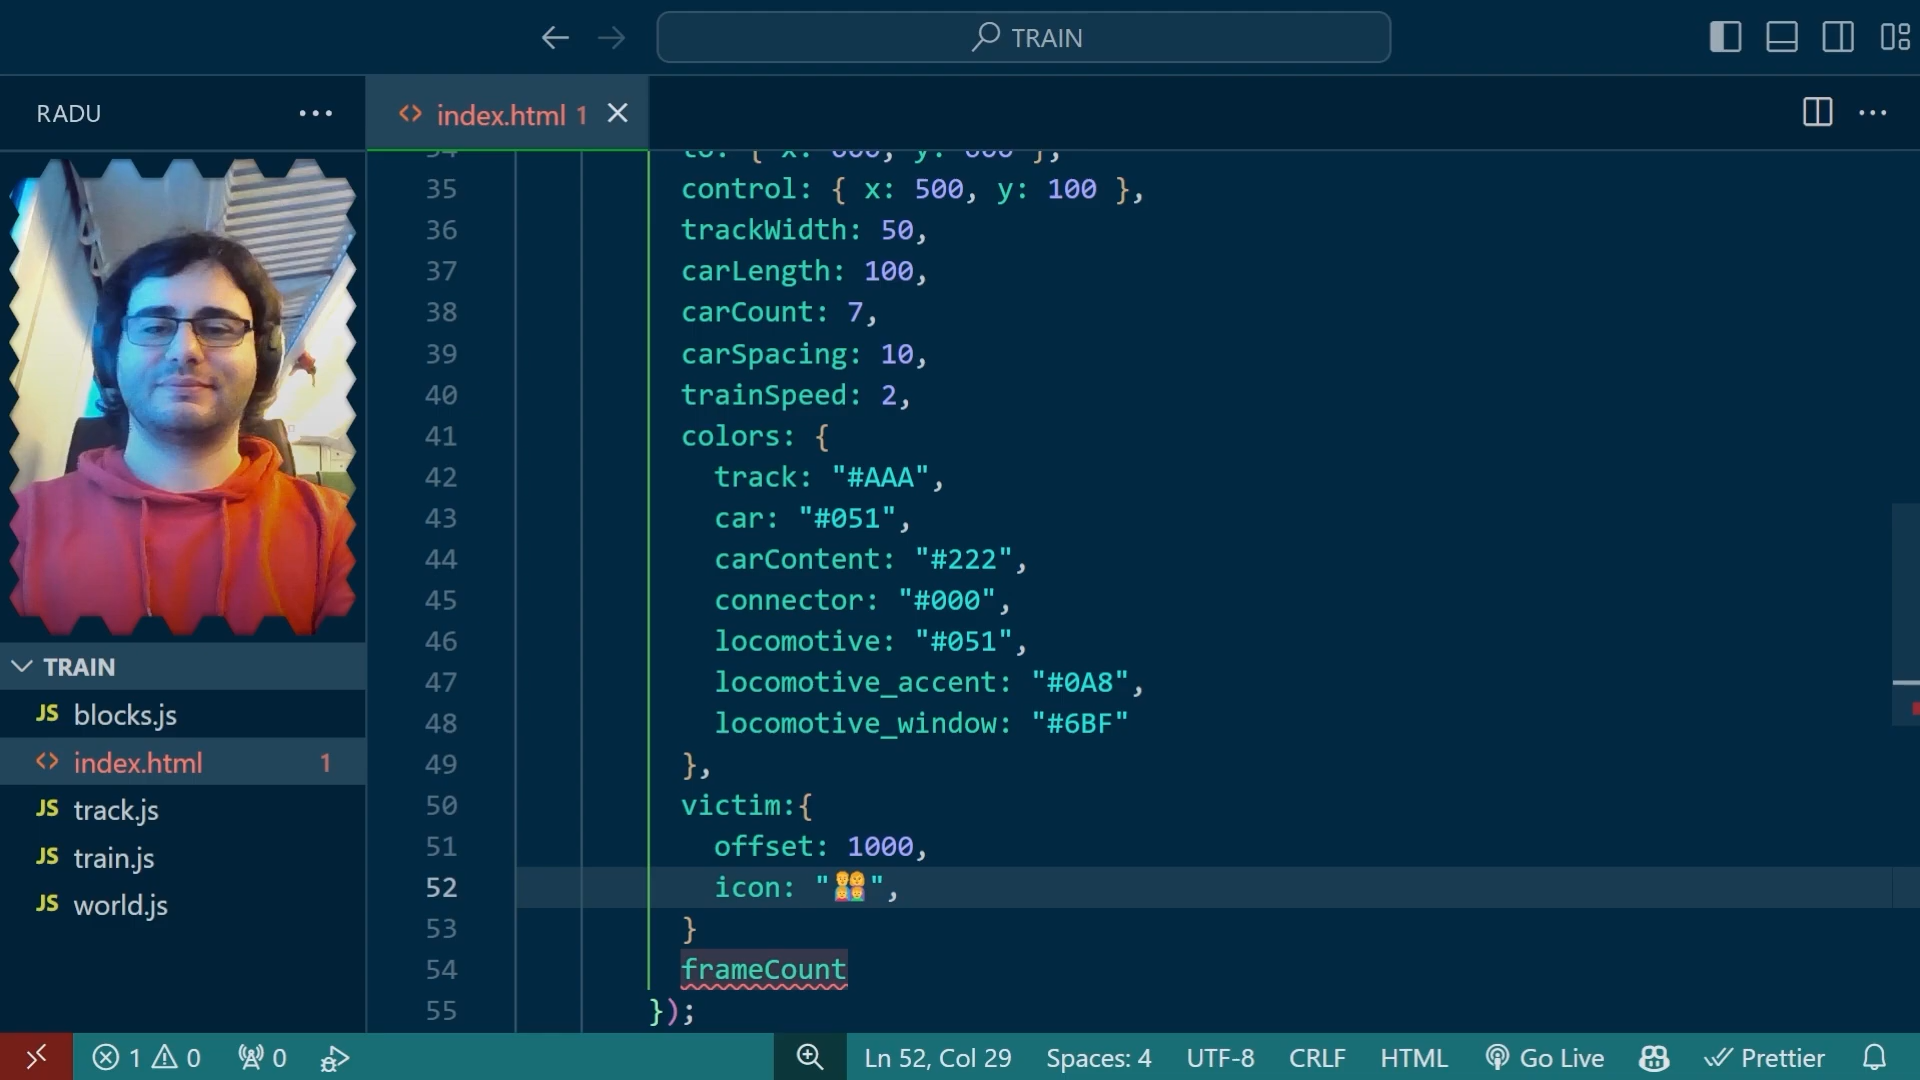 TRAIN
RADU
index.html 1
35 control: { x: 500, y: 100 },
36 trackWidth: 50,
37 carLength: 100,
38 carCount: 7,
39 carSpacing: 10,
40 trainSpeed: 2,
41 colors: {
42 track: "#AAA",
43 car: "#051",
44 carContent: "#222",
45 connector: "#000",
46 locomotive: "#051",
47 locomotive_accent: "#0A8",
48 locomotive_window: "#6BF"
49 },
50 victim:{
51 offset: 1000,
52 icon: "👨‍👩‍👧‍👦",
53 }
54 frameCount
55 });
TRAIN
JS blocks.js
index.html 1
JS track.js
JS train.js
JS world.js
1 0 0 Ln 52, Col 29 Spaces: 4 UTF-8 CRLF HTML Go Live Prettier